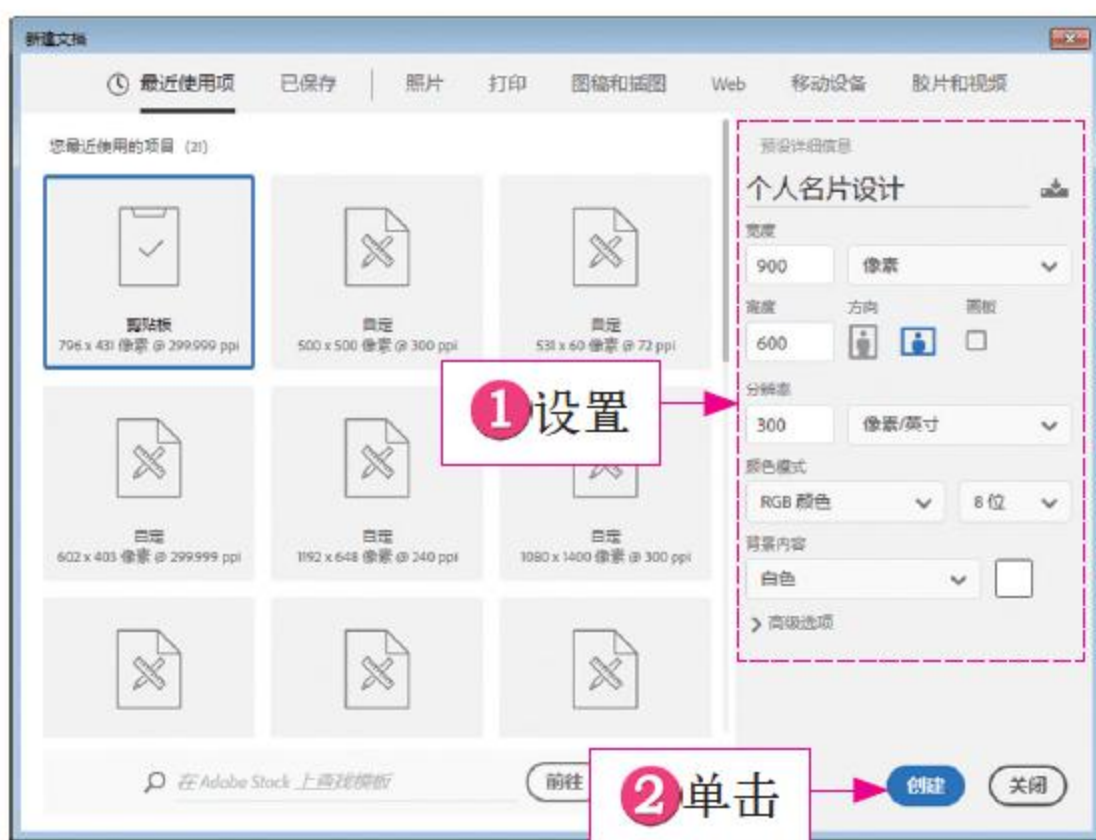 新建文档
最近使用项 已保存 照片 打印 图稿和插图 Web 移动设备 胶片和视频
您最近使用的项目 (21)
剪贴板
796 x 431 像素 @ 299.999 ppi
自定
500 x 500 像素 @ 300 ppi
自定
531 x 60 像素 @ 72 ppi
自定
602 x 403 像素 @ 299.999 ppi
自定
1192 x 648 像素 @ 240 ppi
自定
1080 x 1400 像素 @ 300 ppi
在 Adobe Stock 上查找模板
前往
预设详细信息
个人名片设计
宽度
900 像素
高度 方向 画板
600
分辨率
300 像素/英寸
颜色模式
RGB 颜色 8 位
背景内容
白色
高级选项
创建 关闭
1设置
2单击